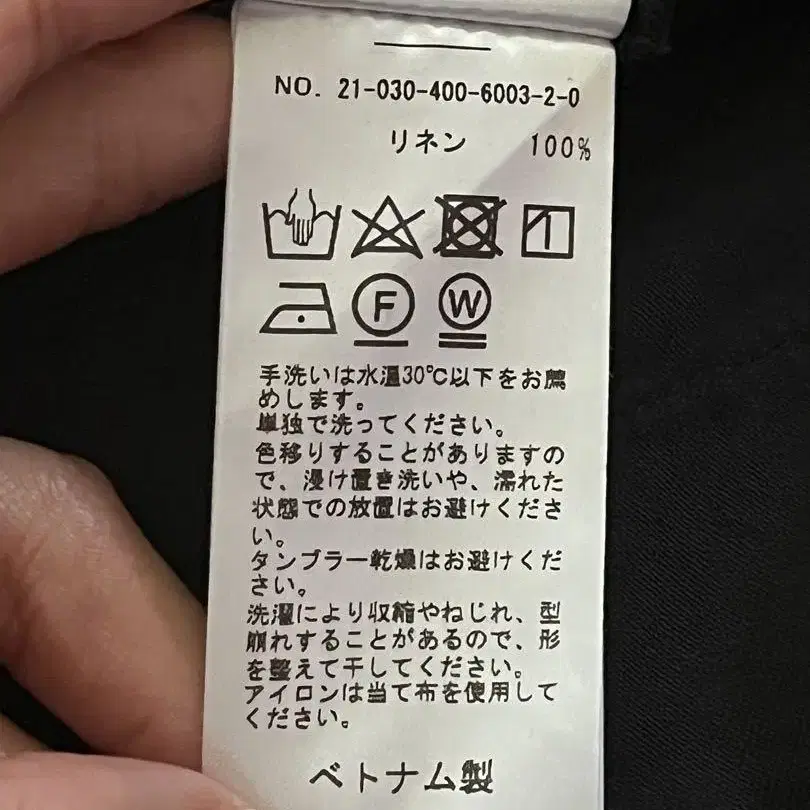 NO. 21-030-400-6003-2-0
リネン 100%
F W
手洗いは水温30℃以下をお薦
めします。
単独で洗ってください。
色移りすることがありますの
で、浸け置き洗いや、濡れた
状態での放置はお避けくださ
い。
タンブラー乾燥はお避けくだ
さい。
洗濯により収縮やねじれ、型
崩れすることがあるので、形
を整えて干してください。
アイロンは当て布を使用して
ください。
ベトナム製